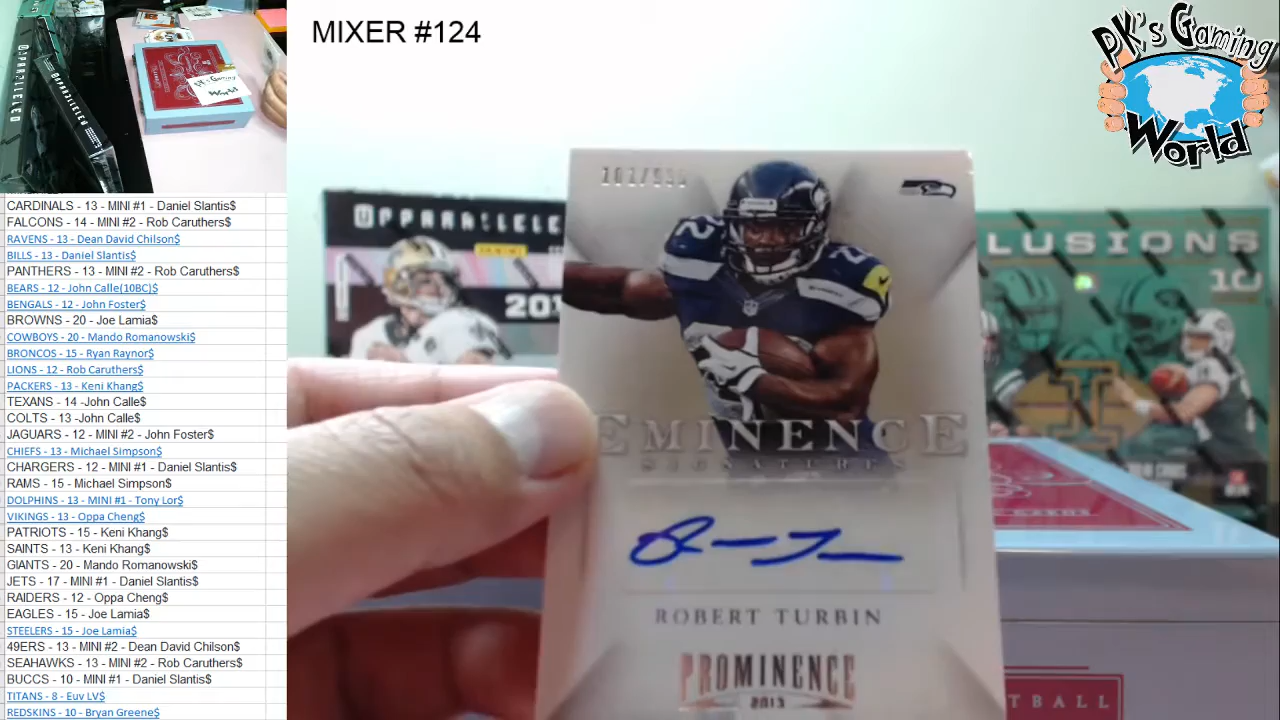 MIXER #124
PK's Gaming
World
CARDINALS - 13 - MINI #1 - Daniel Slantis$
FALCONS - 14 - MINI #2 - Rob Caruthers$
RAVENS - 13 - Dean David Chilson$
BILLS - 13 - Daniel Slantis$
PANTHERS - 13 - MINI #2 - Rob Caruthers$
BEARS - 12 - John Calle(10BC)$
BENGALS - 12 - John Foster$
BROWNS - 20 - Joe Lamia$
COWBOYS - 20 - Mando Romanowski$
BRONCOS - 15 - Ryan Raynor$
LIONS - 12 - Rob Caruthers$
PACKERS - 13 - Keni Khang$
TEXANS - 14 -John Calle$
COLTS - 13 -John Calle$
JAGUARS - 12 - MINI #2 - John Foster$
CHIEFS - 13 - Michael Simpson$
CHARGERS - 12 - MINI #1 - Daniel Slantis$
RAMS - 15 - Michael Simpson$
DOLPHINS - 13 - MINI #1 - Tony Lor$
VIKINGS - 13 - Oppa Cheng$
PATRIOTS - 15 - Keni Khang$
SAINTS - 13 - Keni Khang$
GIANTS - 20 - Mando Romanowski$
JETS - 17 - MINI #1 - Daniel Slantis$
RAIDERS - 12 - Oppa Cheng$
EAGLES - 15 - Joe Lamia$
STEELERS - 15 - Joe Lamia$
49ERS - 13 - MINI #2 - Dean David Chilson$
SEAHAWKS - 13 - MINI #2 - Rob Caruthers$
BUCCS - 10 - MINI #1 - Daniel Slantis$
TITANS - 8 - Euv LV$
REDSKINS - 10 - Bryan Greene$
UNPARALLELED
UNPARALLELE
PANINI
201
22
EMINENCE
SIGNATURES
ROBERT TURBIN
PROMINENCE
2013
LUSIONS
10